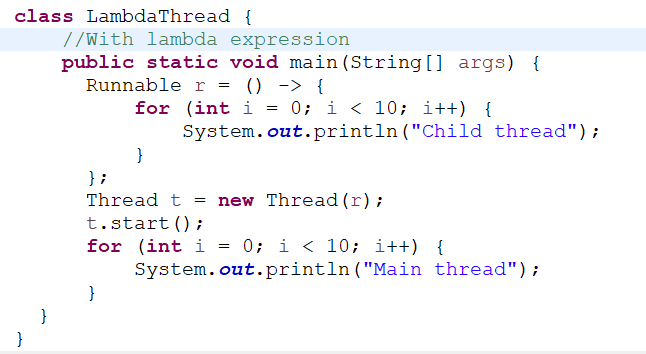 class LambdaThread {
    //With lambda expression
    public static void main(String[] args) {
      Runnable r = () -> {
          for (int i = 0; i < 10; i++) {
              System.out.println("Child thread");
          }
      };
      Thread t = new Thread(r);
      t.start();
      for (int i = 0; i < 10; i++) {
          System.out.println("Main thread");
      }
  }
}